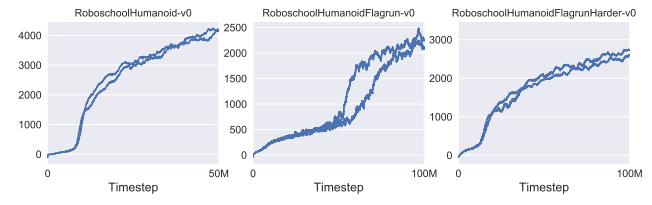 RoboschoolHumanoid-v0
4000
3000
2000
1000
0
0
50M
Timestep
RoboschoolHumanoidFlagrun-v0
2500
2000
1500
1000
500
0
0
100M
Timestep
RoboschoolHumanoidFlagrunHarder-v0
3000
2000
1000
0
0
100M
Timestep